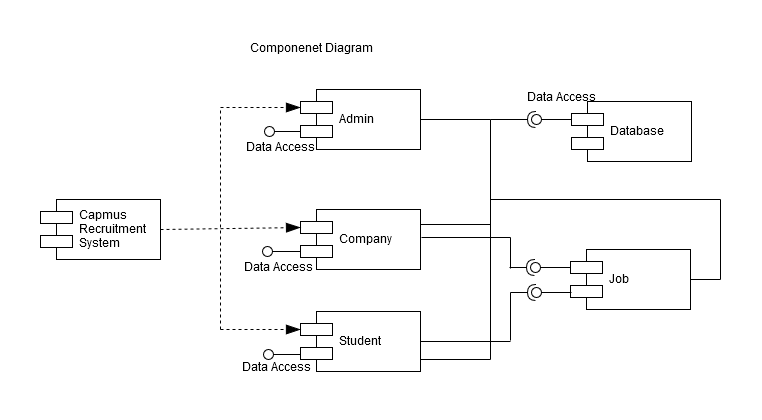 Componenet Diagram
Data Access
Admin
Data Access
Database
Capmus
Recruitment
System
Company
Data Access
Job
Student
Data Access